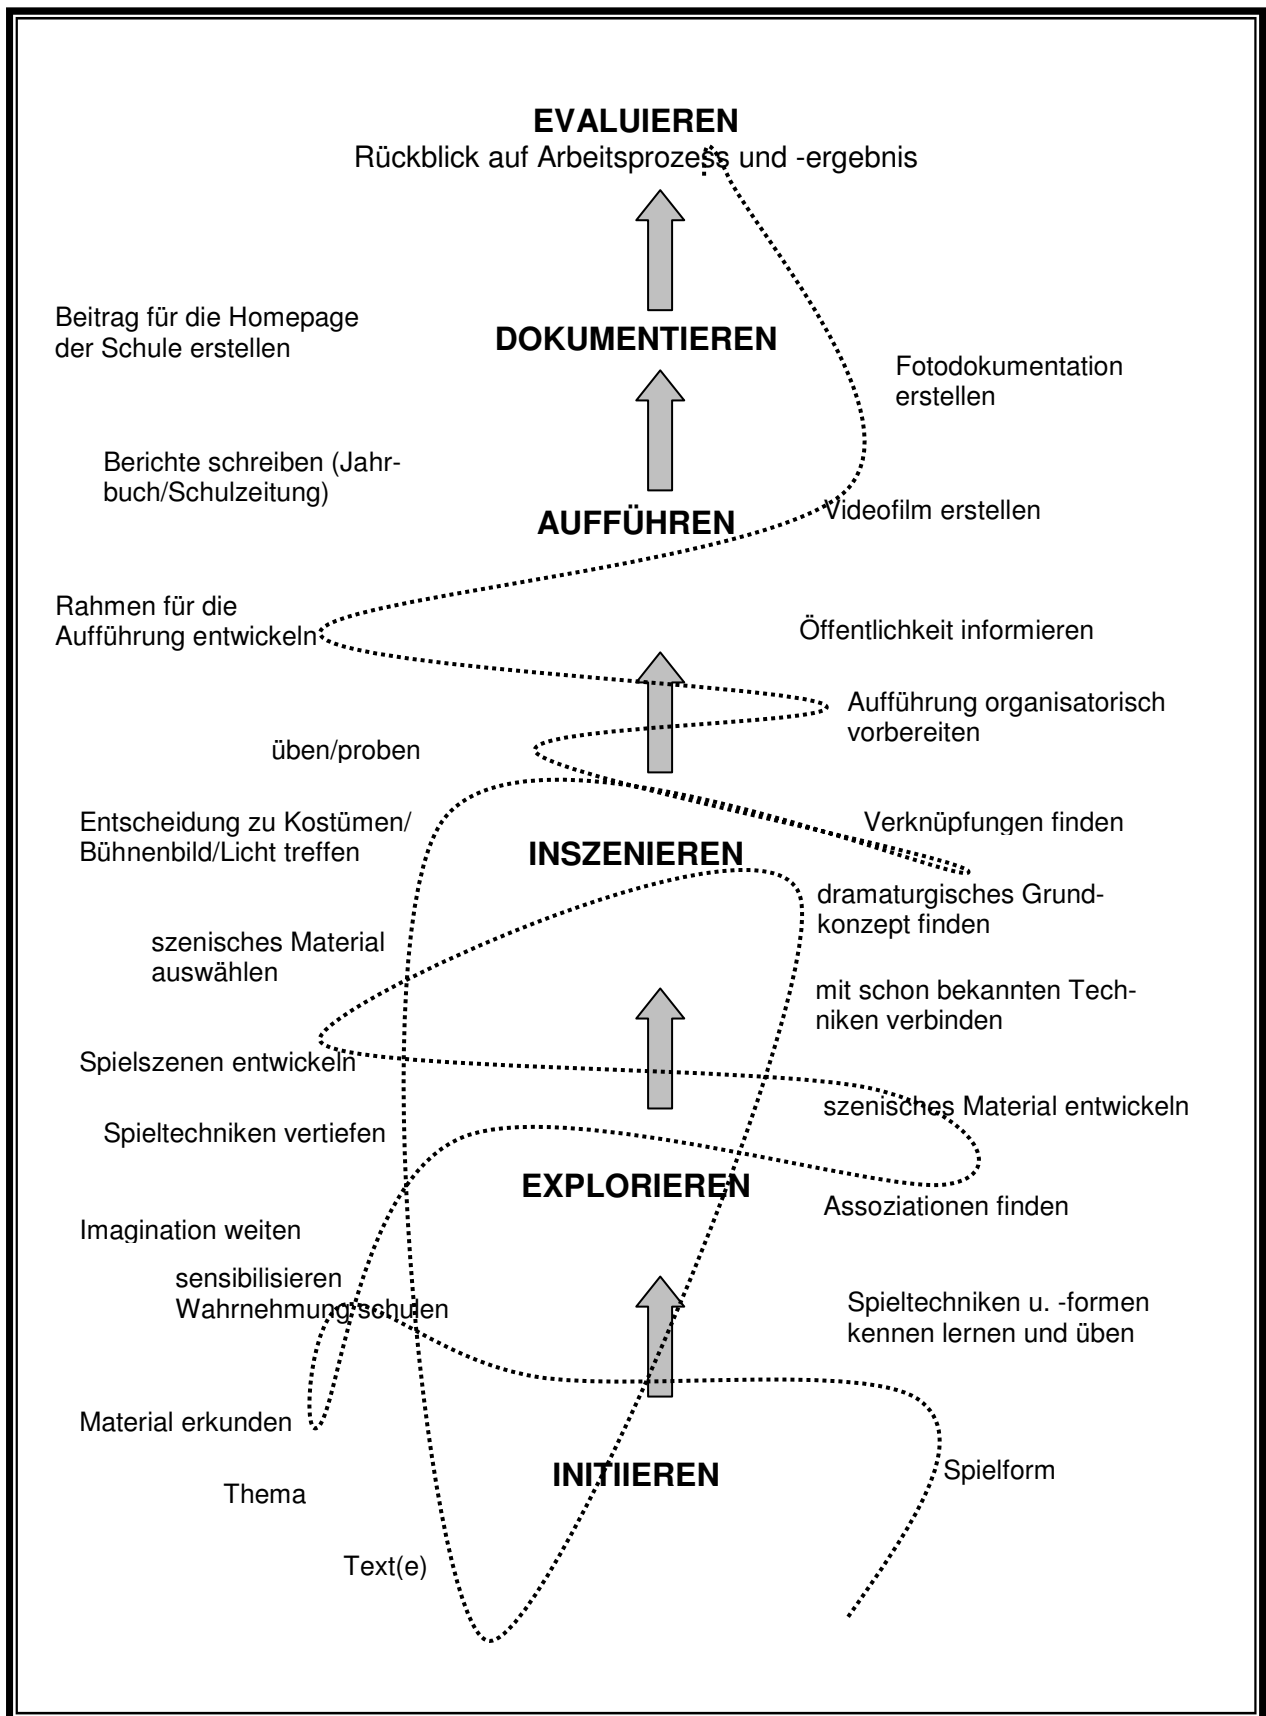 EVALUIEREN
Rückblick auf Arbeitsprozess und -ergebnis
Beitrag für die Homepage
der Schule erstellen
DOKUMENTIEREN
Fotodokumentation
erstellen
Berichte schreiben (Jahr-
buch/Schulzeitung)
Videofilm erstellen
AUFFÜHREN
Rahmen für die
Aufführung entwickeln
Öffentlichkeit informieren
Aufführung organisatorisch
vorbereiten
üben/proben
Entscheidung zu Kostümen/
Bühnenbild/Licht treffen
Verknüpfungen finden
INSZENIEREN
dramaturgisches Grund-
konzept finden
szenisches Material
auswählen
mit schon bekannten Tech-
niken verbinden
Spielszenen entwickeln
szenisches Material entwickeln
Spieltechniken vertiefen
EXPLORIEREN
Assoziationen finden
Imagination weiten
sensibilisieren
Wahrnehmung schulen
Spieltechniken u. -formen
kennen lernen und üben
Material erkunden
INITIIEREN
Spielform
Thema
Text(e)